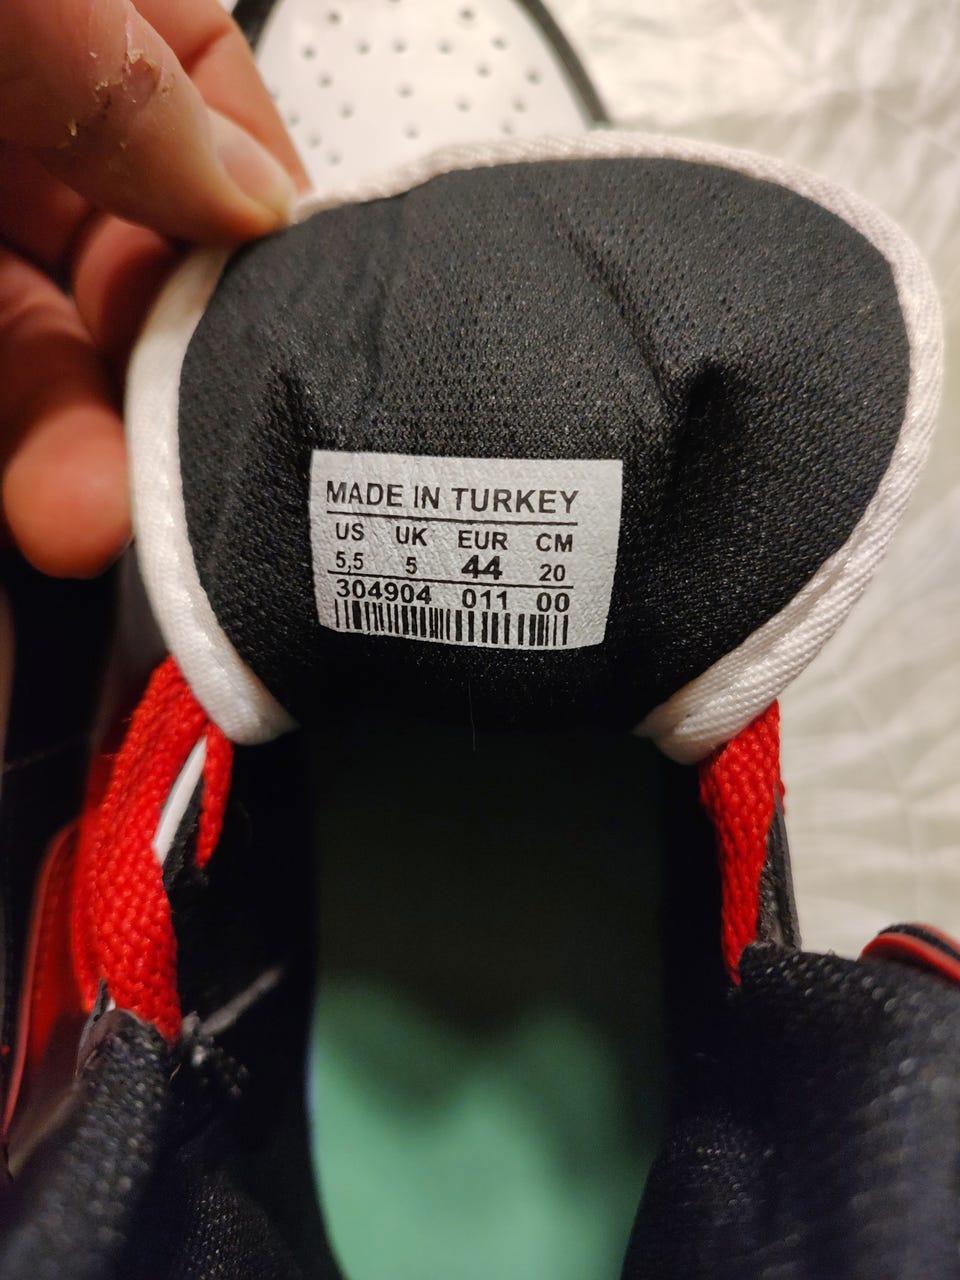 MADE IN TURKEY
US UK EUR CM
5,5 5 44 20
304904 011 00